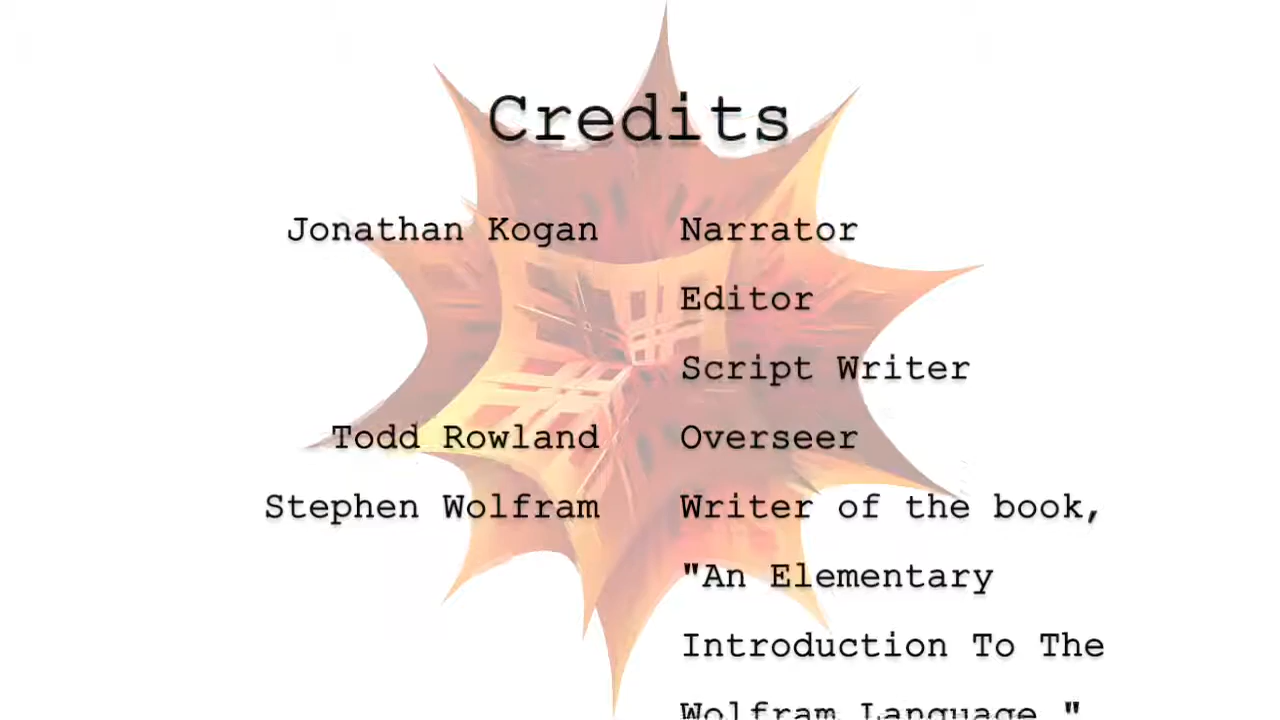 Credits
Jonathan Kogan Narrator
Editor
Script Writer
Todd Rowland Overseer
Stephen Wolfram Writer of the book,
"An Elementary
Introduction To The
Wolfram Language."